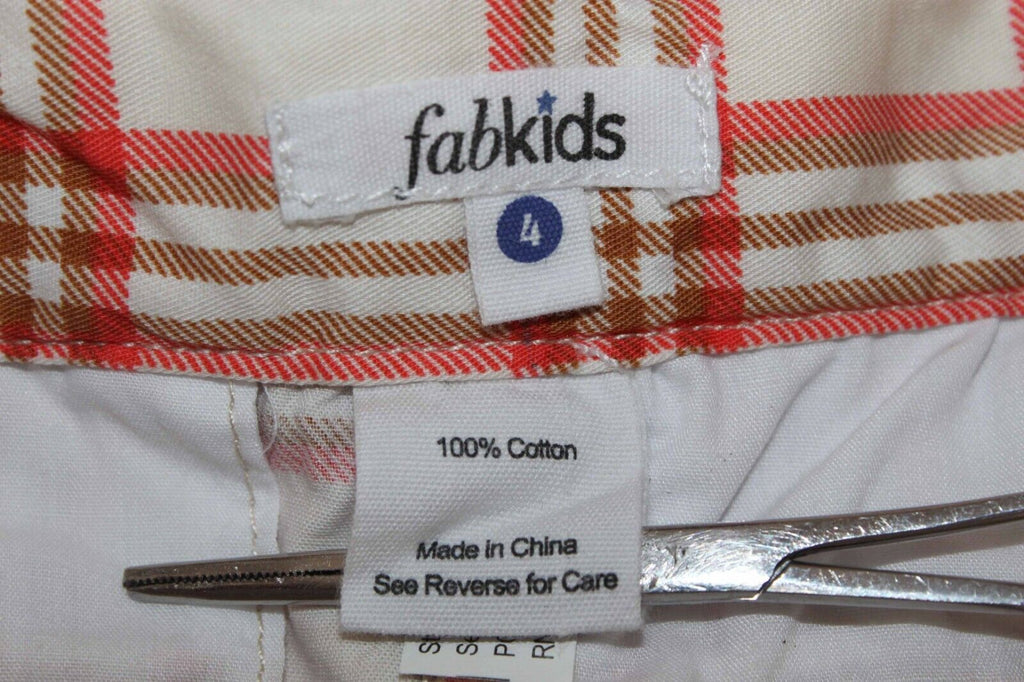 fabkids
4
100% Cotton
Made in China
See Reverse for Care